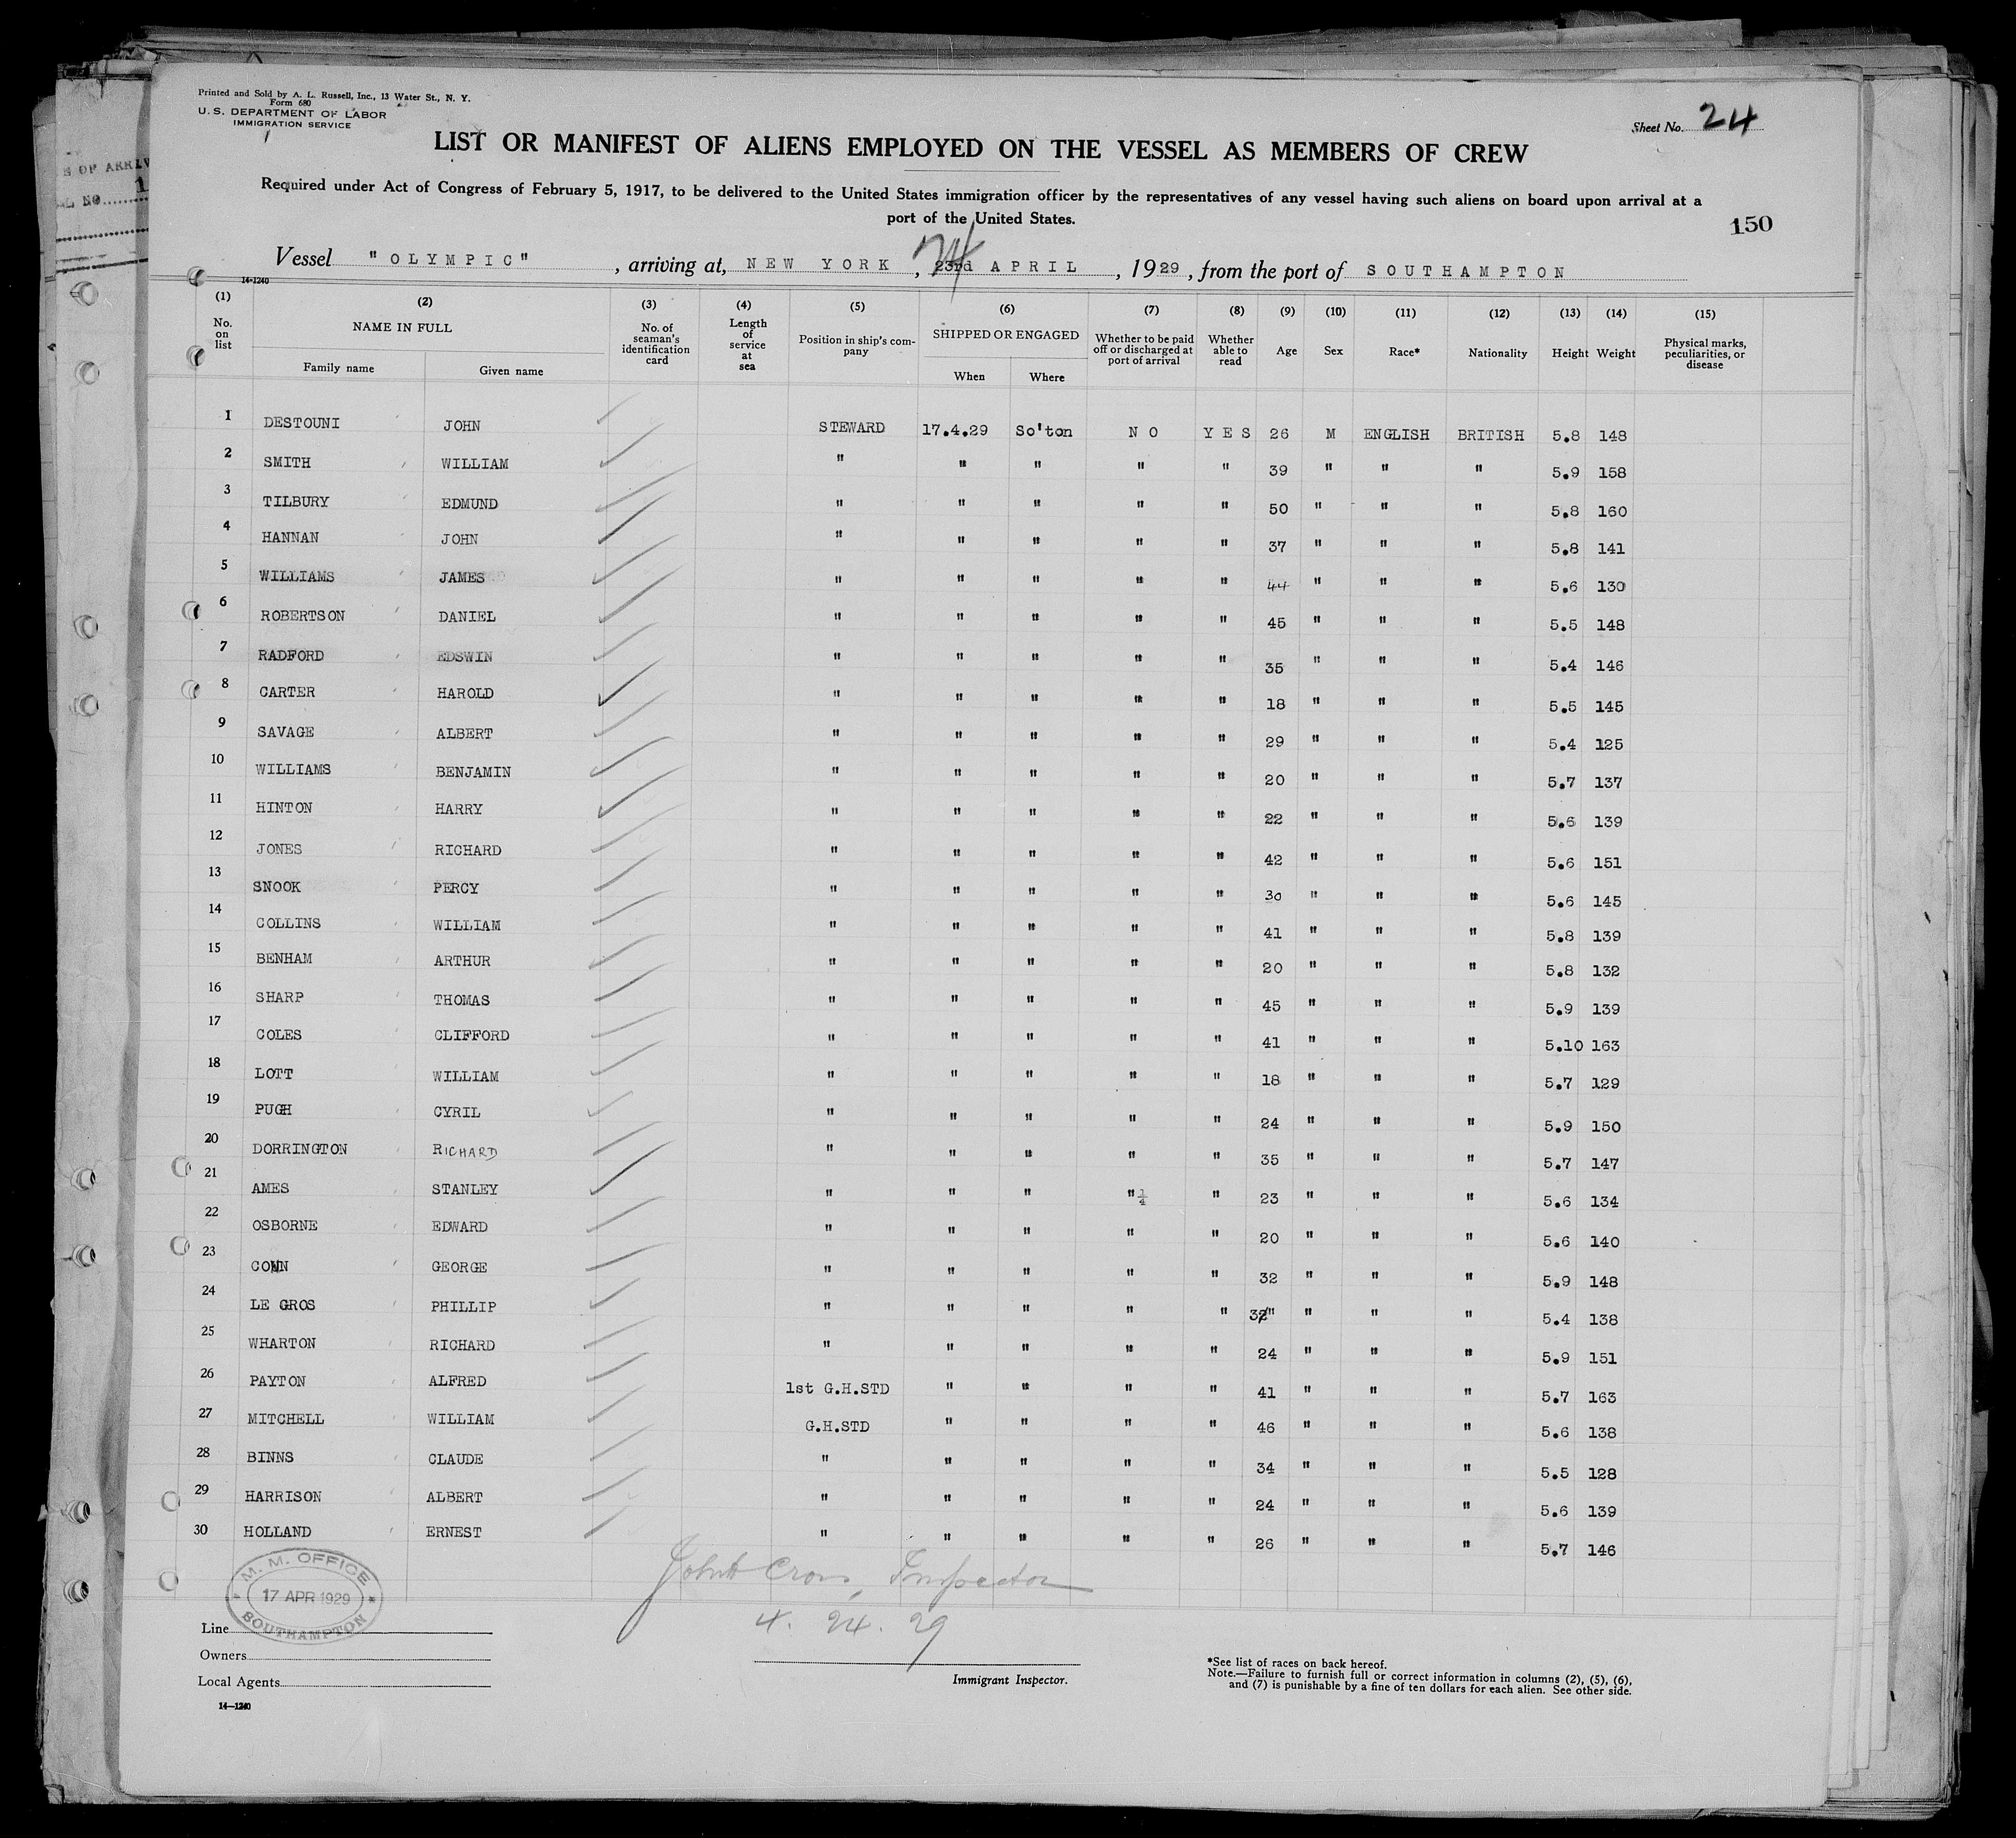 Printed and Sold by A. L. Russell, Inc., 13 Water St., N. Y.
Form 680
U. S. DEPARTMENT OF LABOR
IMMIGRATION SERVICE
Sheet No. 24
LIST OR MANIFEST OF ALIENS EMPLOYED ON THE VESSEL AS MEMBERS OF CREW
Required under Act of Congress of February 5, 1917, to be delivered to the United States immigration officer by the representatives of any vessel having such aliens on board upon arrival at a
port of the United States.
150
Vessel "OLYMPIC", arriving at, NEW YORK, 23rd 24 APRIL, 1929, from the port of SOUTHAMPTON
14-1240
(1) (2) (3) (4) (5) (6) (7) (8) (9) (10) (11) (12) (13) (14) (15)
No. on list NAME IN FULL Family name Given name No. of seaman's identification card Length of service at sea Position in ship's company SHIPPED OR ENGAGED When Where Whether to be paid off or discharged at port of arrival Whether able to read Age Sex Race* Nationality Height Weight Physical marks, peculiarities, or disease
1 DESTOUNI JOHN STEWARD 17.4.29 So'ton NO YES 26 M ENGLISH BRITISH 5.8 148
2 SMITH WILLIAM " " " " " 39 " " " 5.9 158
3 TILBURY EDMUND " " " " " 50 " " " 5.8 160
4 HANNAN JOHN " " " " " 37 " " " 5.8 141
5 WILLIAMS JAMES " " " " " 44 " " " 5.6 130
6 ROBERTSON DANIEL " " " " " 45 " " " 5.5 148
7 RADFORD EDSWIN " " " " " 35 " " " 5.4 146
8 CARTER HAROLD " " " " " 18 " " " 5.5 145
9 SAVAGE ALBERT " " " " " 29 " " " 5.4 125
10 WILLIAMS BENJAMIN " " " " " 20 " " " 5.7 137
11 HINTON HARRY " " " " " 22 " " " 5.6 139
12 JONES RICHARD " " " " " 42 " " " 5.6 151
13 SNOOK PERCY " " " " " 30 " " " 5.6 145
14 COLLINS WILLIAM " " " " " 41 " " " 5.8 139
15 BENHAM ARTHUR " " " " " 20 " " " 5.8 132
16 SHARP THOMAS " " " " " 45 " " " 5.9 139
17 COLES CLIFFORD " " " " " 41 " " " 5.10 163
18 LOTT WILLIAM " " " " " 18 " " " 5.7 129
19 PUGH CYRIL " " " " " 24 " " " 5.9 150
20 DORRINGTON RICHARD " " " " " 35 " " " 5.7 147
21 AMES STANLEY " " " " ¼ " 23 " " " 5.6 134
22 OSBORNE EDWARD " " " " " 20 " " " 5.6 140
23 GEORGE " " " " " 32 " " " 5.9 148
24 LE GROS PHILLIP " " " " " " " " 5.4 138
25 WHARTON RICHARD " " " " " 24 " " " 5.9 151
26 PAYTON ALFRED 1st G.H.STD " " " " 41 " " " 5.7 163
27 MITCHELL WILLIAM G.H.STD " " " " 46 " " " 5.6 138
28 BINNS CLAUDE " " " " " 34 " " " 5.5 128
29 HARRISON ALBERT " " " " " 24 " " " 5.6 139
30 HOLLAND ERNEST " " " " " 26 " " " 5.7 146
M. M. OFFICE
17 APR 1929
SOUTHAMPTON
Cross, Inspector
4. 24. 29
Line
Owners
Local Agents
Immigrant Inspector.
*See list of races on back hereof.
Note.—Failure to furnish full or correct information in columns (2), (5), (6),
and (7) is punishable by a fine of ten dollars for each alien. See other side.
14—1240